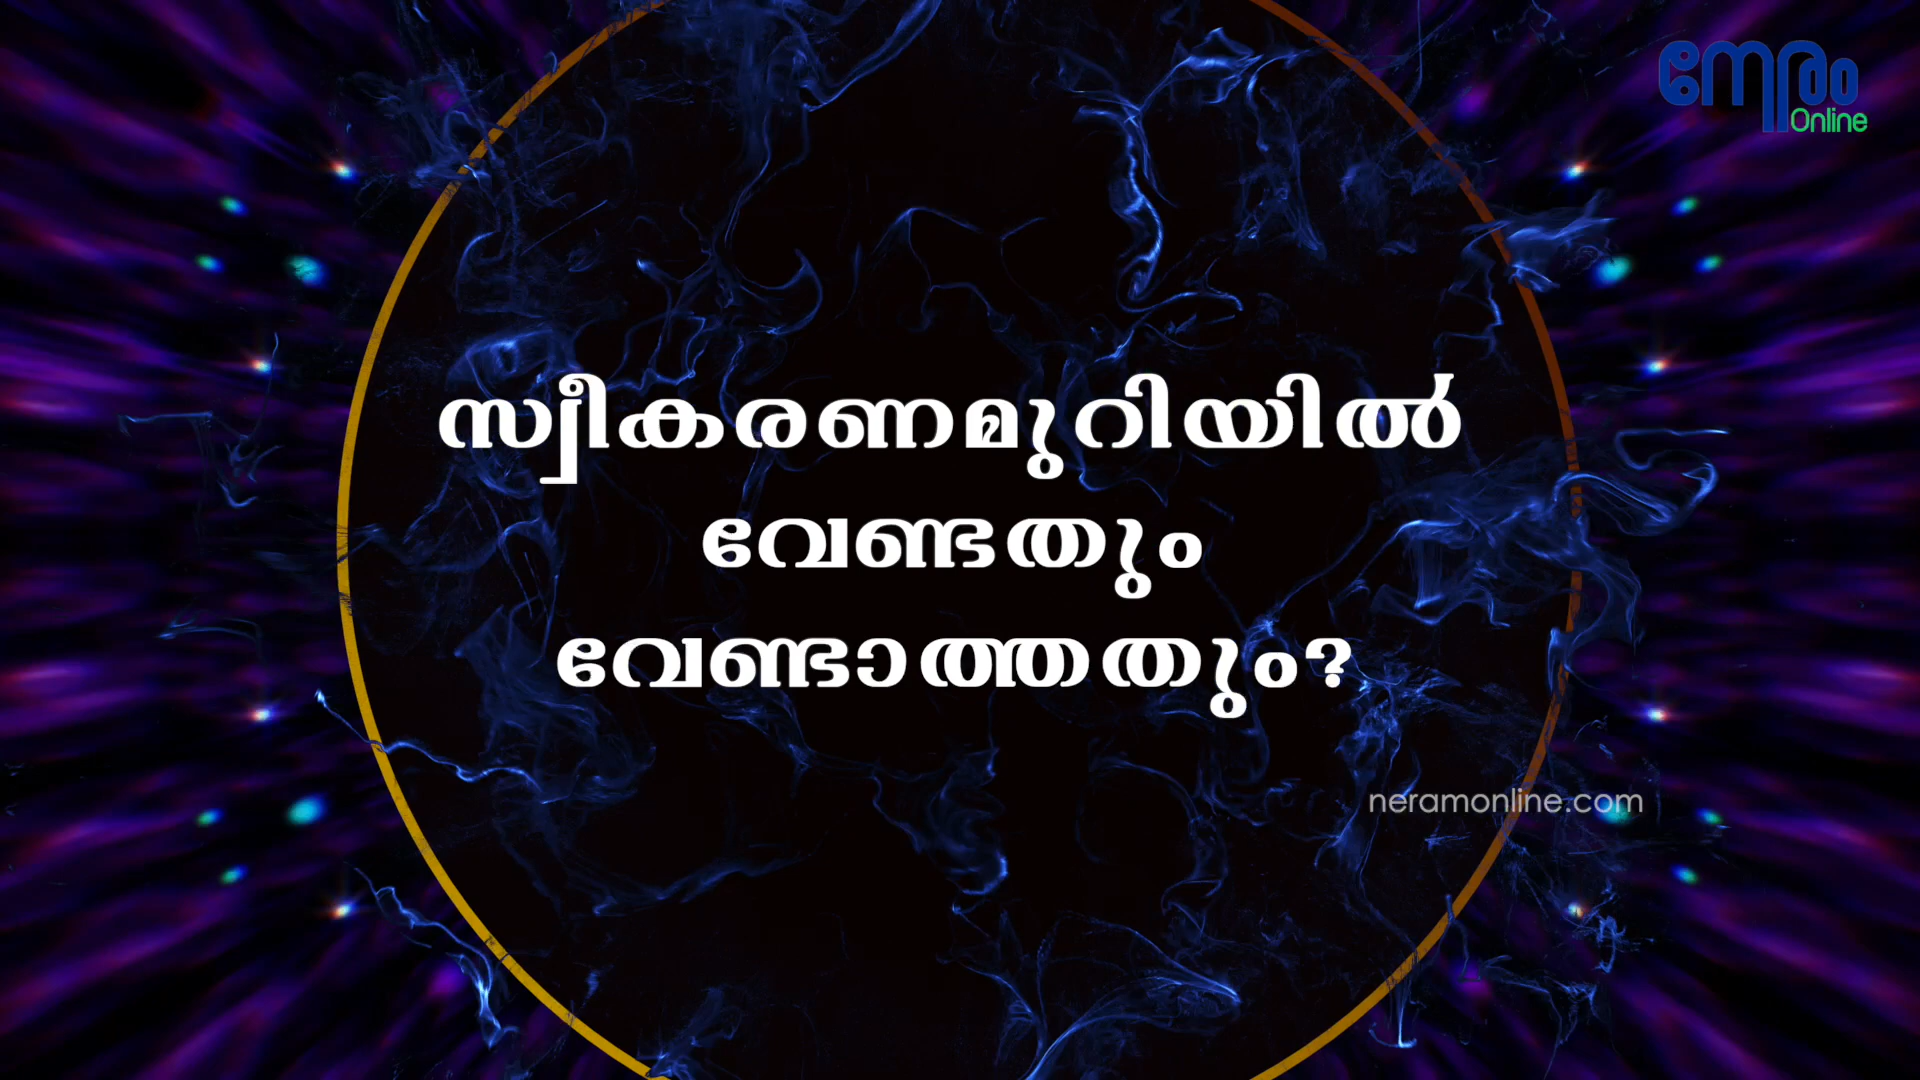 നേരം
Online
സ്വീകരണമുറിയിൽ
വേണ്ടതും
വേണ്ടാത്തതും?
neramonline.com